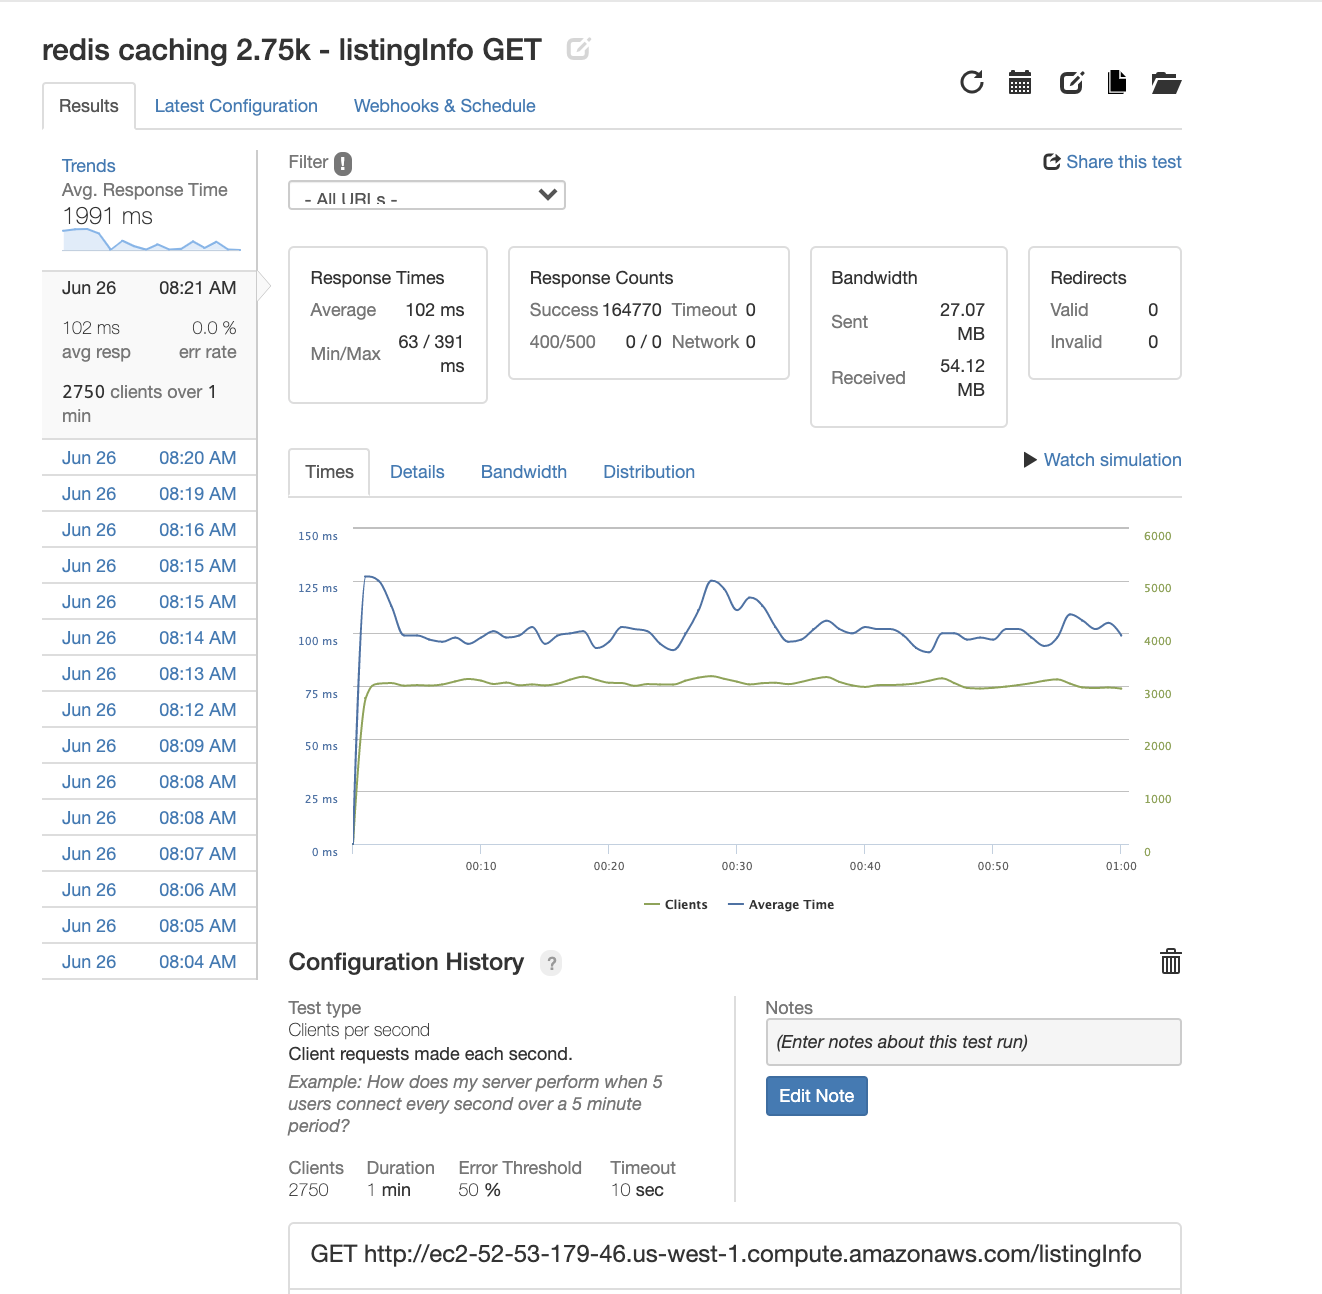 redis caching 2.75k - listingInfo GET
Results Latest Configuration Webhooks & Schedule
Trends
Avg. Response Time
1991 ms
Jun 26 08:21 AM
102 ms 0.0 %
avg resp err rate
2750 clients over 1
min
Jun 26 08:20 AM
Jun 26 08:19 AM
Jun 26 08:16 AM
Jun 26 08:15 AM
Jun 26 08:15 AM
Jun 26 08:14 AM
Jun 26 08:13 AM
Jun 26 08:12 AM
Jun 26 08:09 AM
Jun 26 08:08 AM
Jun 26 08:08 AM
Jun 26 08:07 AM
Jun 26 08:06 AM
Jun 26 08:05 AM
Jun 26 08:04 AM
Filter !
Share this test
- All URLs -
Response Times
Average 102 ms
Min/Max 63 / 391
ms
Response Counts
Success 164770 Timeout 0
400/500 0 / 0 Network 0
Bandwidth
Sent 27.07
MB
Received 54.12
MB
Redirects
Valid 0
Invalid 0
Times Details Bandwidth Distribution
Watch simulation
150 ms 6000
125 ms 5000
100 ms 4000
75 ms 3000
50 ms 2000
25 ms 1000
0 ms 0
00:10 00:20 00:30 00:40 00:50 01:00
Clients Average Time
Configuration History ?
Test type
Clients per second
Client requests made each second.
Example: How does my server perform when 5
users connect every second over a 5 minute
period?
Clients Duration Error Threshold Timeout
2750 1 min 50 % 10 sec
Notes
(Enter notes about this test run)
Edit Note
GET http://ec2-52-53-179-46.us-west-1.compute.amazonaws.com/listingInfo